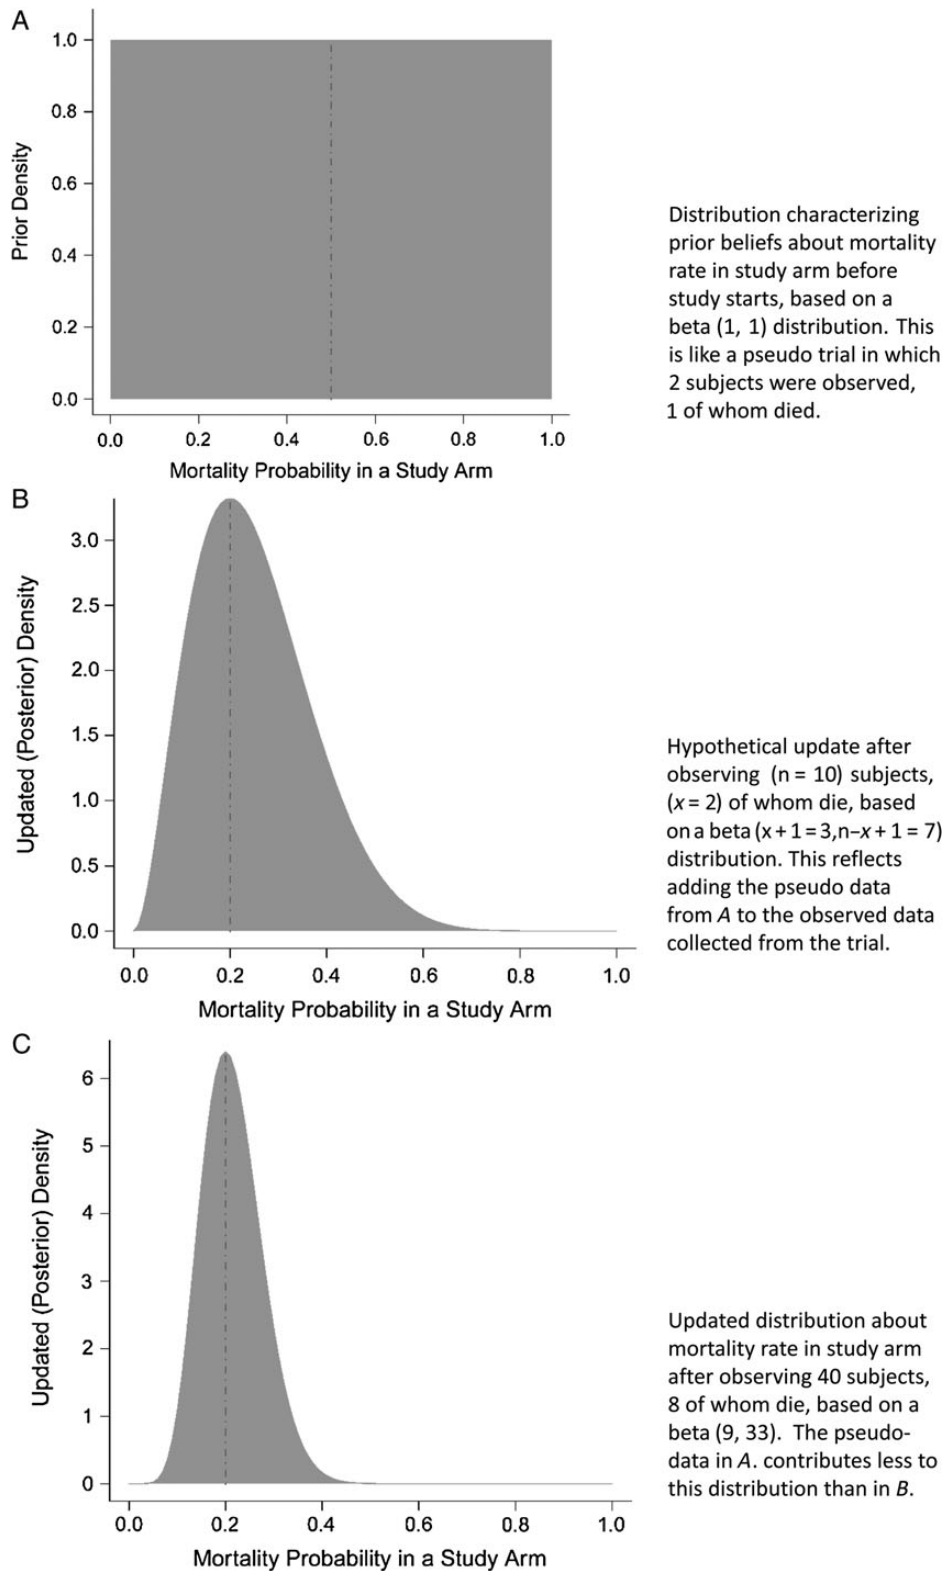 A
Prior Density
1.0
0.8
0.6
0.4
0.2
0.0
0.0 0.2 0.4 0.6 0.8 1.0
Mortality Probability in a Study Arm
Distribution characterizing
prior beliefs about mortality
rate in study arm before
study starts, based on a
beta (1, 1) distribution. This
is like a pseudo trial in which
2 subjects were observed,
1 of whom died.
B
Updated (Posterior) Density
3.0
2.5
2.0
1.5
1.0
0.5
0.0
0.0 0.2 0.4 0.6 0.8 1.0
Mortality Probability in a Study Arm
Hypothetical update after
observing (n = 10) subjects,
(x = 2) of whom die, based
on a beta (x + 1 = 3,n–x + 1 = 7)
distribution. This reflects
adding the pseudo data
from A to the observed data
collected from the trial.
C
Updated (Posterior) Density
6
5
4
3
2
1
0
0.0 0.2 0.4 0.6 0.8 1.0
Mortality Probability in a Study Arm
Updated distribution about
mortality rate in study arm
after observing 40 subjects,
8 of whom die, based on a
beta (9, 33). The pseudo-
data in A. contributes less to
this distribution than in B.